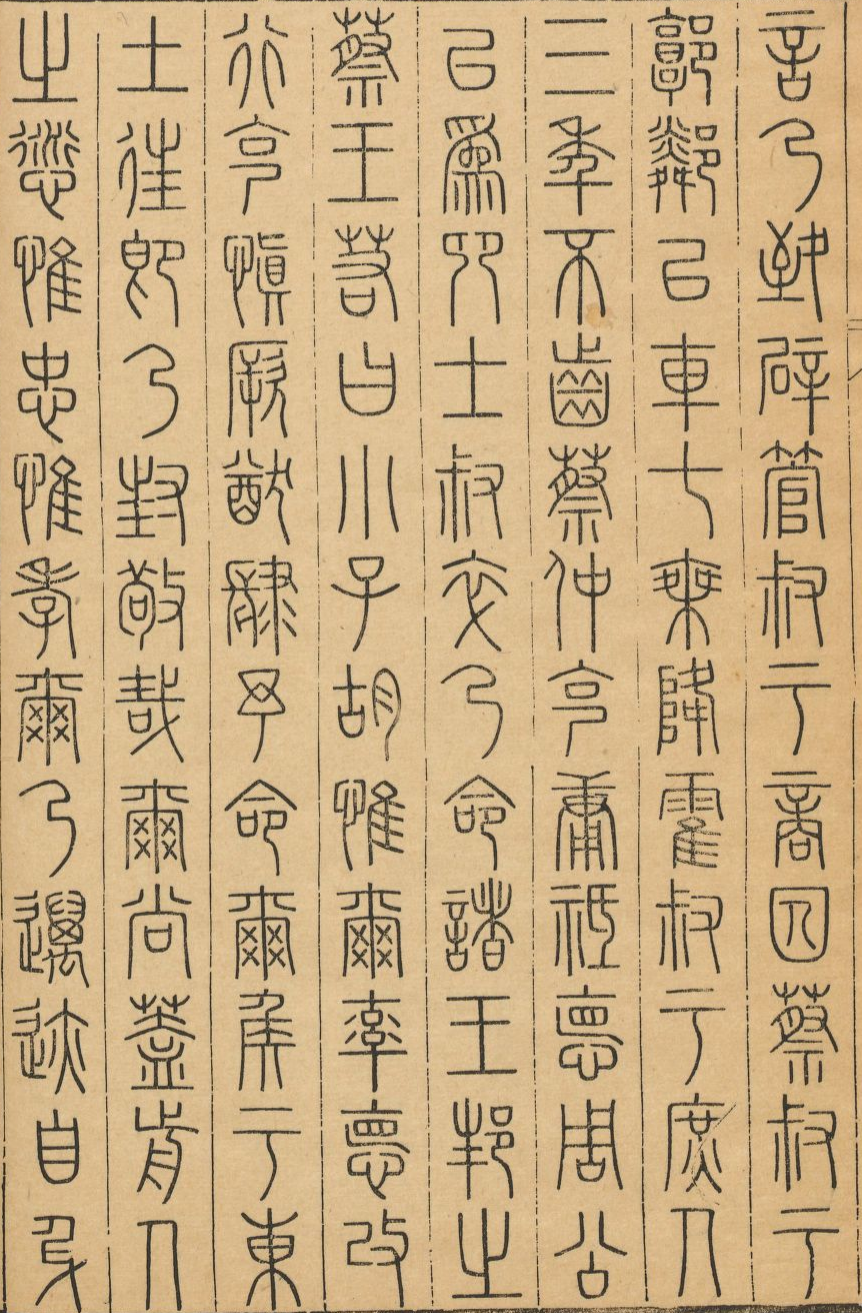 言乃致辟管叔于商囚蔡叔于
郭鄰以車七乘降霍叔于庶人
三年不齒蔡仲克庸祗德周公
以為卿士叔卒乃命諸王邦之
蔡王若曰小子胡惟爾率德改
行克慎厥猷肆予命爾侯于東
土往即乃封敬哉爾尚蓋前人
之愆惟忠惟孝爾乃邁迹自身